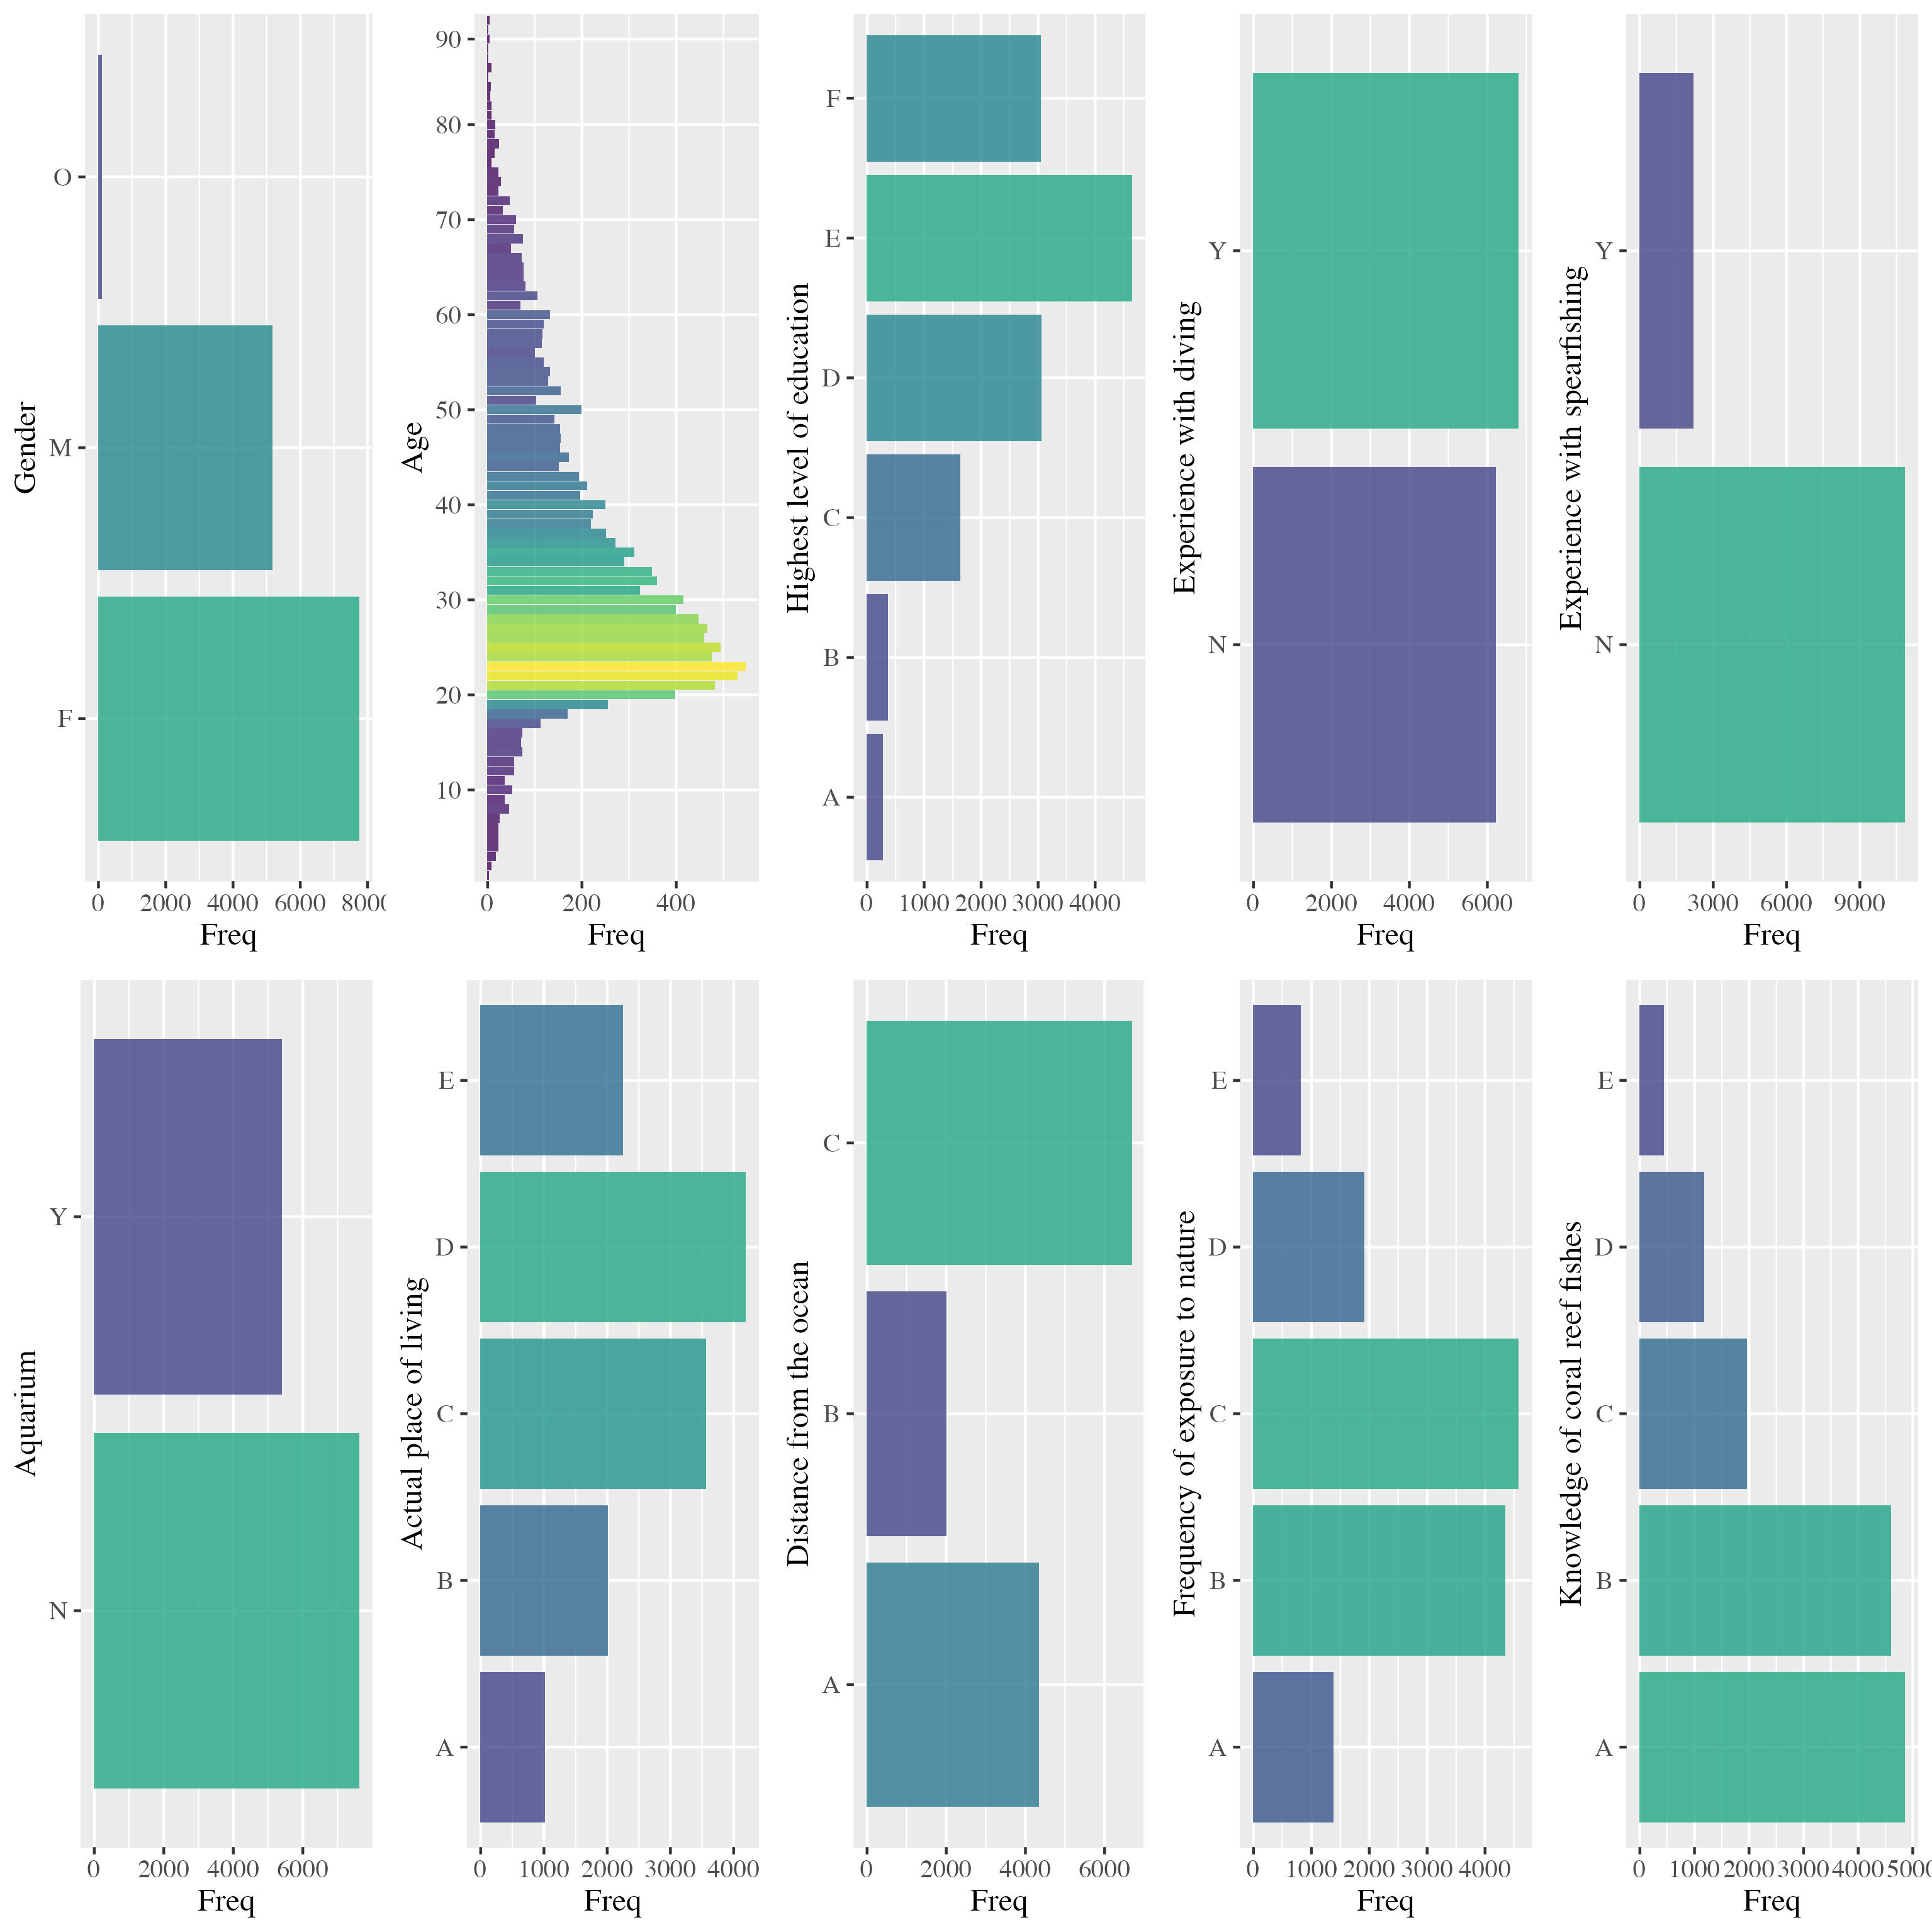 Gender
O
M
F
0 2000 4000 6000 8000
Freq
Age
90
80
70
60
50
40
30
20
10
0 200 400
Freq
Highest level of education
F
E
D
C
B
A
0 1000 2000 3000 4000
Freq
Experience with diving
Y
N
0 2000 4000 6000
Freq
Experience with spearfishing
Y
N
0 3000 6000 9000
Freq
Aquarium
Y
N
0 2000 4000 6000
Freq
Actual place of living
E
D
C
B
A
0 1000 2000 3000 4000
Freq
Distance from the ocean
C
B
A
0 2000 4000 6000
Freq
Frequency of exposure to nature
E
D
C
B
A
0 1000 2000 3000 4000
Freq
Knowledge of coral reef fishes
E
D
C
B
A
0 1000 2000 3000 4000 5000
Freq